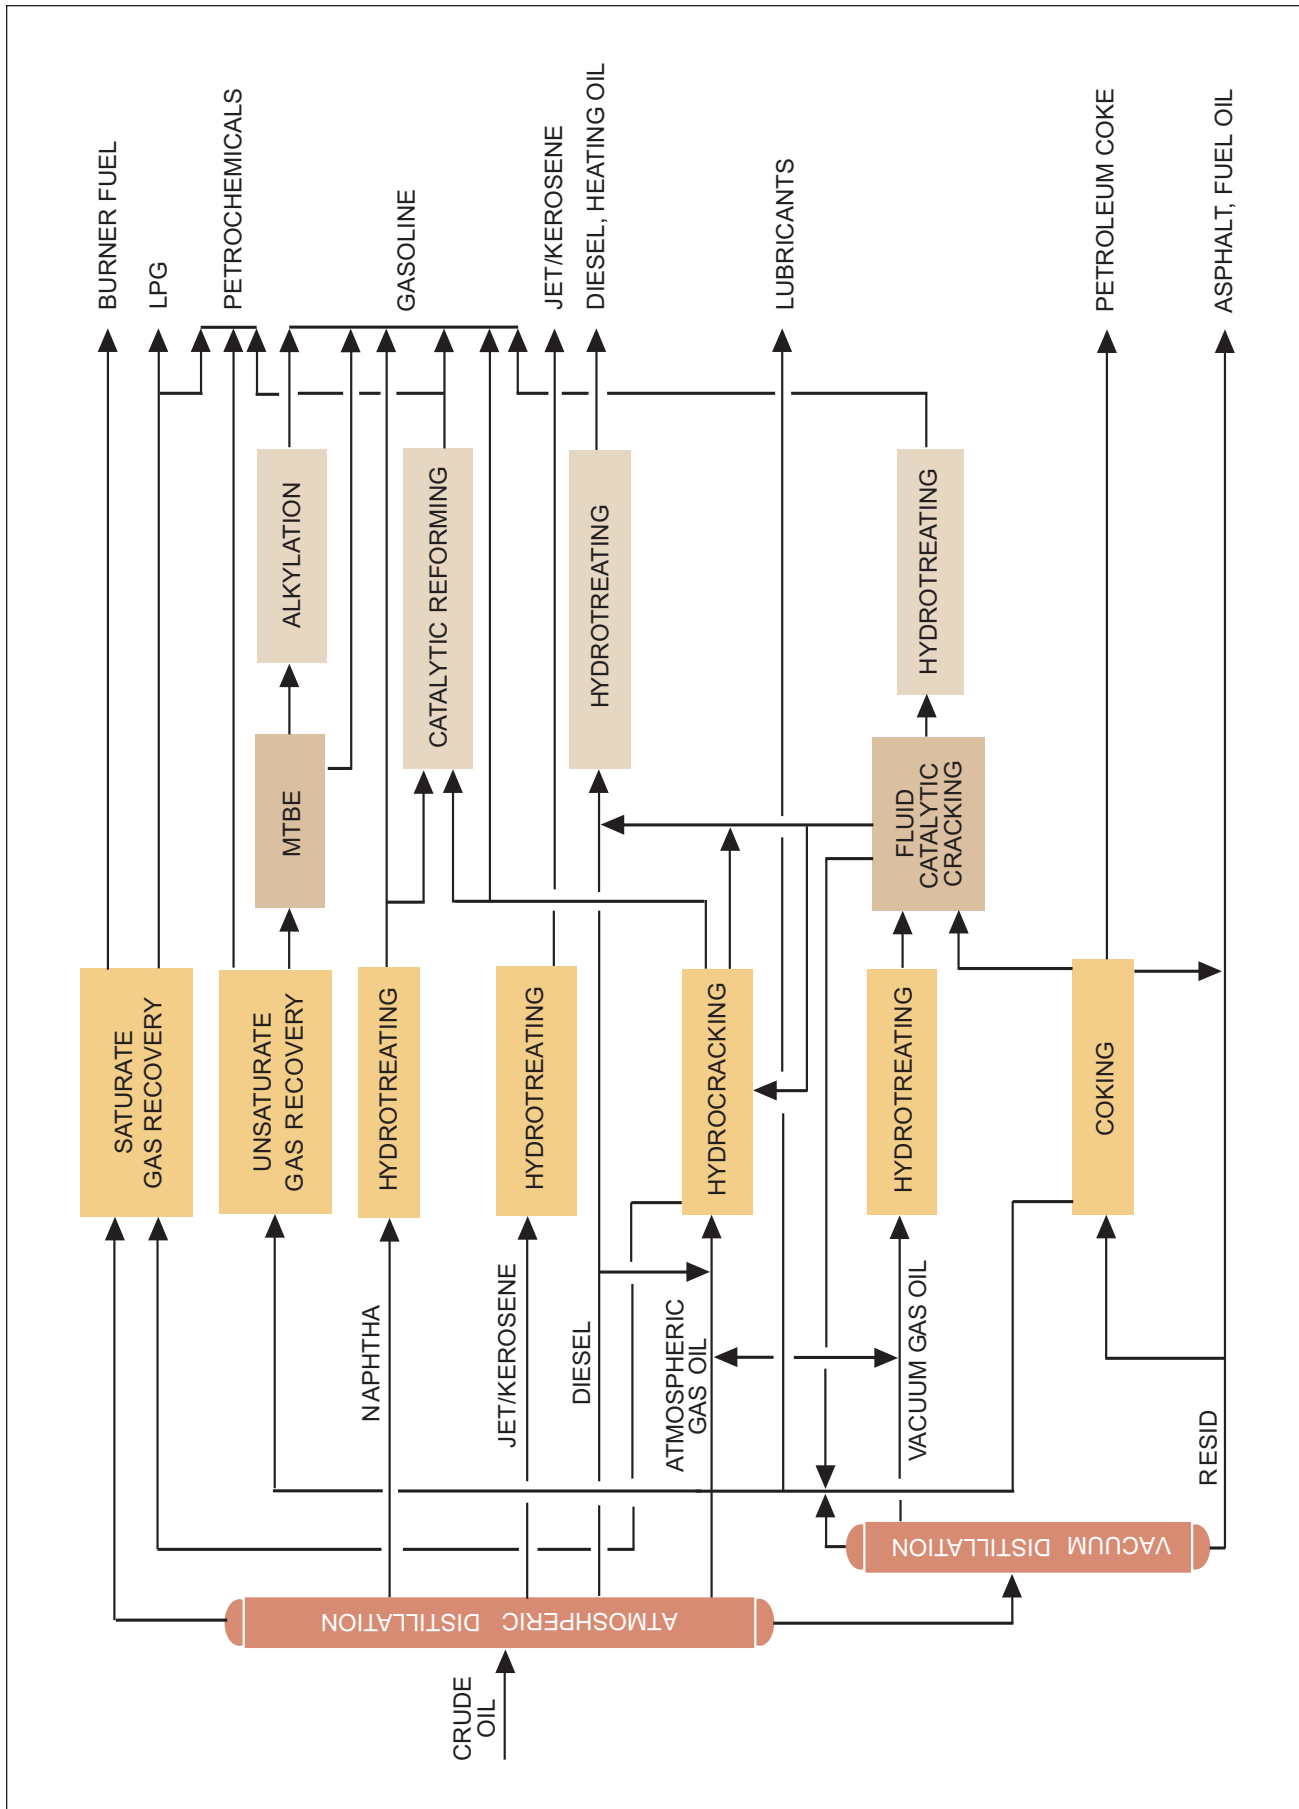 CRUDE
OIL
ATMOSHPERIC DISTILLATION
VACUUM DISTILLATION
NAPHTHA
JET/KEROSENE
DIESEL
ATMOSPHERIC
GAS OIL
VACUUM GAS OIL
RESID
SATURATE
GAS RECOVERY
UNSATURATE
GAS RECOVERY
HYDROTREATING
HYDROTREATING
HYDROCRACKING
HYDROTREATING
COKING
MTBE
FLUID
CATALYTIC
CRACKING
ALKYLATION
CATALYTIC REFORMING
HYDROTREATING
HYDROTREATING
BURNER FUEL
LPG
PETROCHEMICALS
GASOLINE
JET/KEROSENE
DIESEL, HEATING OIL
LUBRICANTS
PETROLEUM COKE
ASPHALT, FUEL OIL